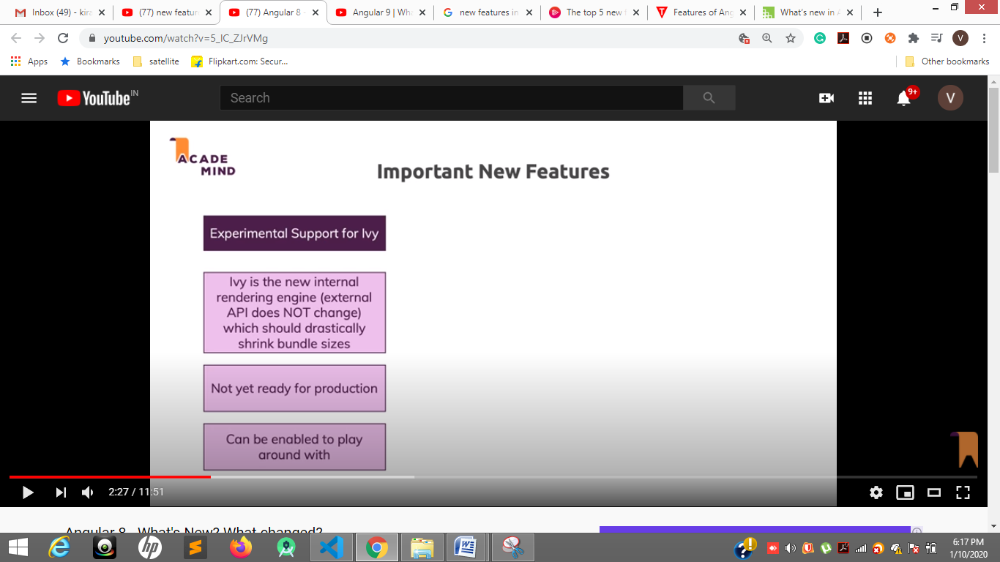 Inbox (49) - kira
(77) new featur
(77) Angular 8 -
Angular 9 | Wha
new features in
The top 5 new f
Features of Ang
What's new in A
youtube.com/watch?v=5_IC_ZJrVMg
V
Apps
Bookmarks
satellite
Flipkart.com: Secur...
Other bookmarks
YouTube IN
Search
9+
V
ACADE
MIND
Important New Features
Experimental Support for Ivy
Ivy is the new internal
rendering engine (external
API does NOT change)
which should drastically
shrink bundle sizes
Not yet ready for production
Can be enabled to play
around with
2:27 / 11:51
Angular 8 - What's New? What changed?
6:17 PM
1/10/2020